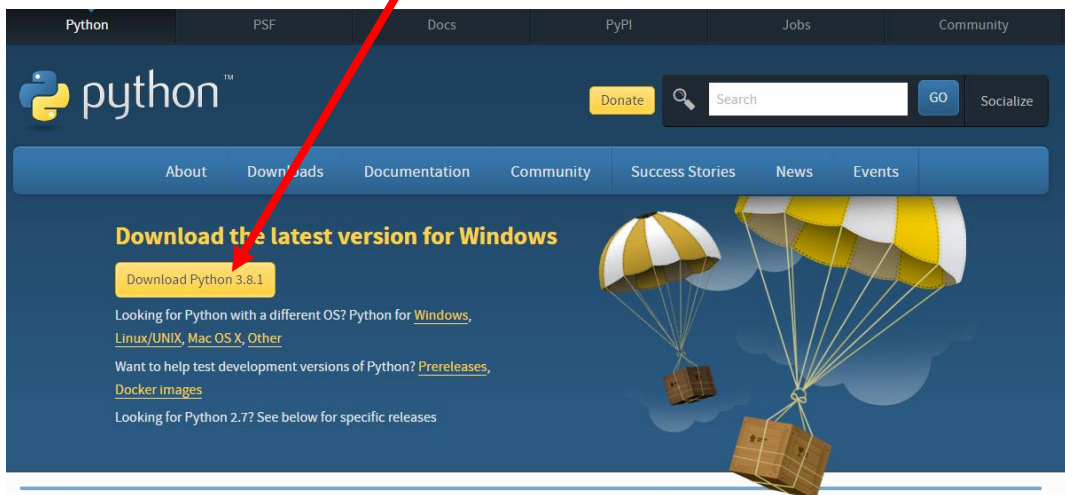 Python PSF Docs PyPI Jobs Community
python™
Donate Search GO Socialize
About Downloads Documentation Community Success Stories News Events
Download the latest version for Windows
Download Python 3.8.1
Looking for Python with a different OS? Python for Windows,
Linux/UNIX, Mac OS X, Other
Want to help test development versions of Python? Prereleases,
Docker images
Looking for Python 2.7? See below for specific releases